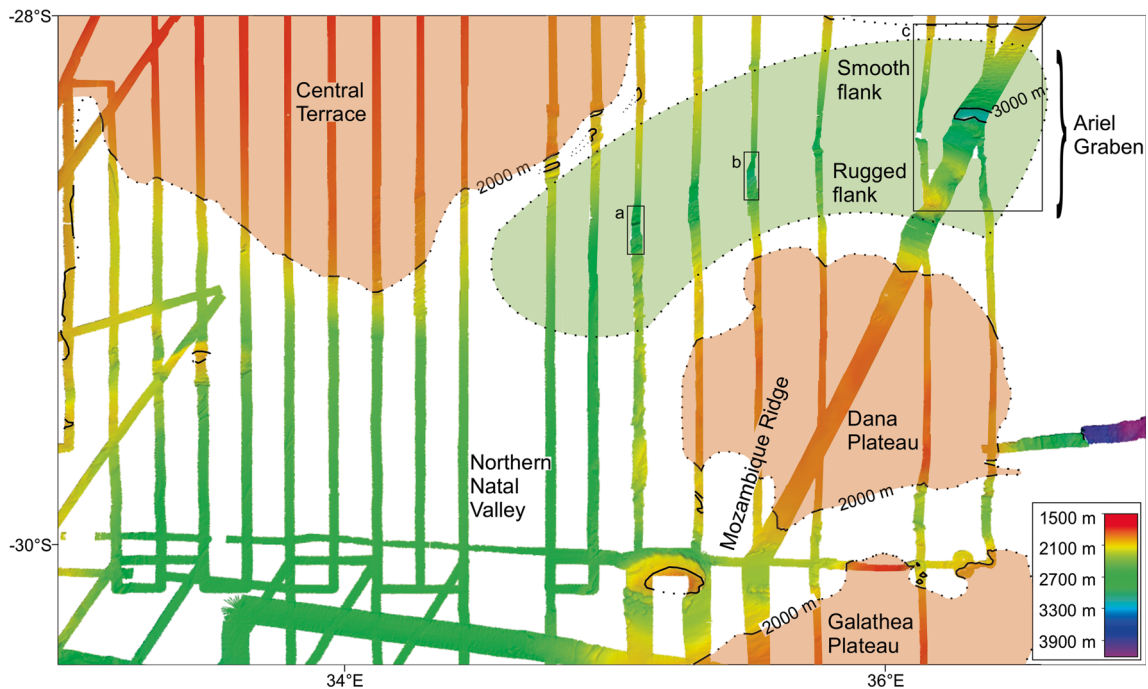 -28°S
c
Smooth
flank
Central
Terrace
3000 m
Ariel
Graben
?
b
2000 m
Rugged
flank
a
Mozambique Ridge
Dana
Plateau
Northern
Natal
Valley
2000 m
1500 m
2100 m
2700 m
3300 m
3900 m
-30°S
2000 m
Galathea
Plateau
34°E
36°E